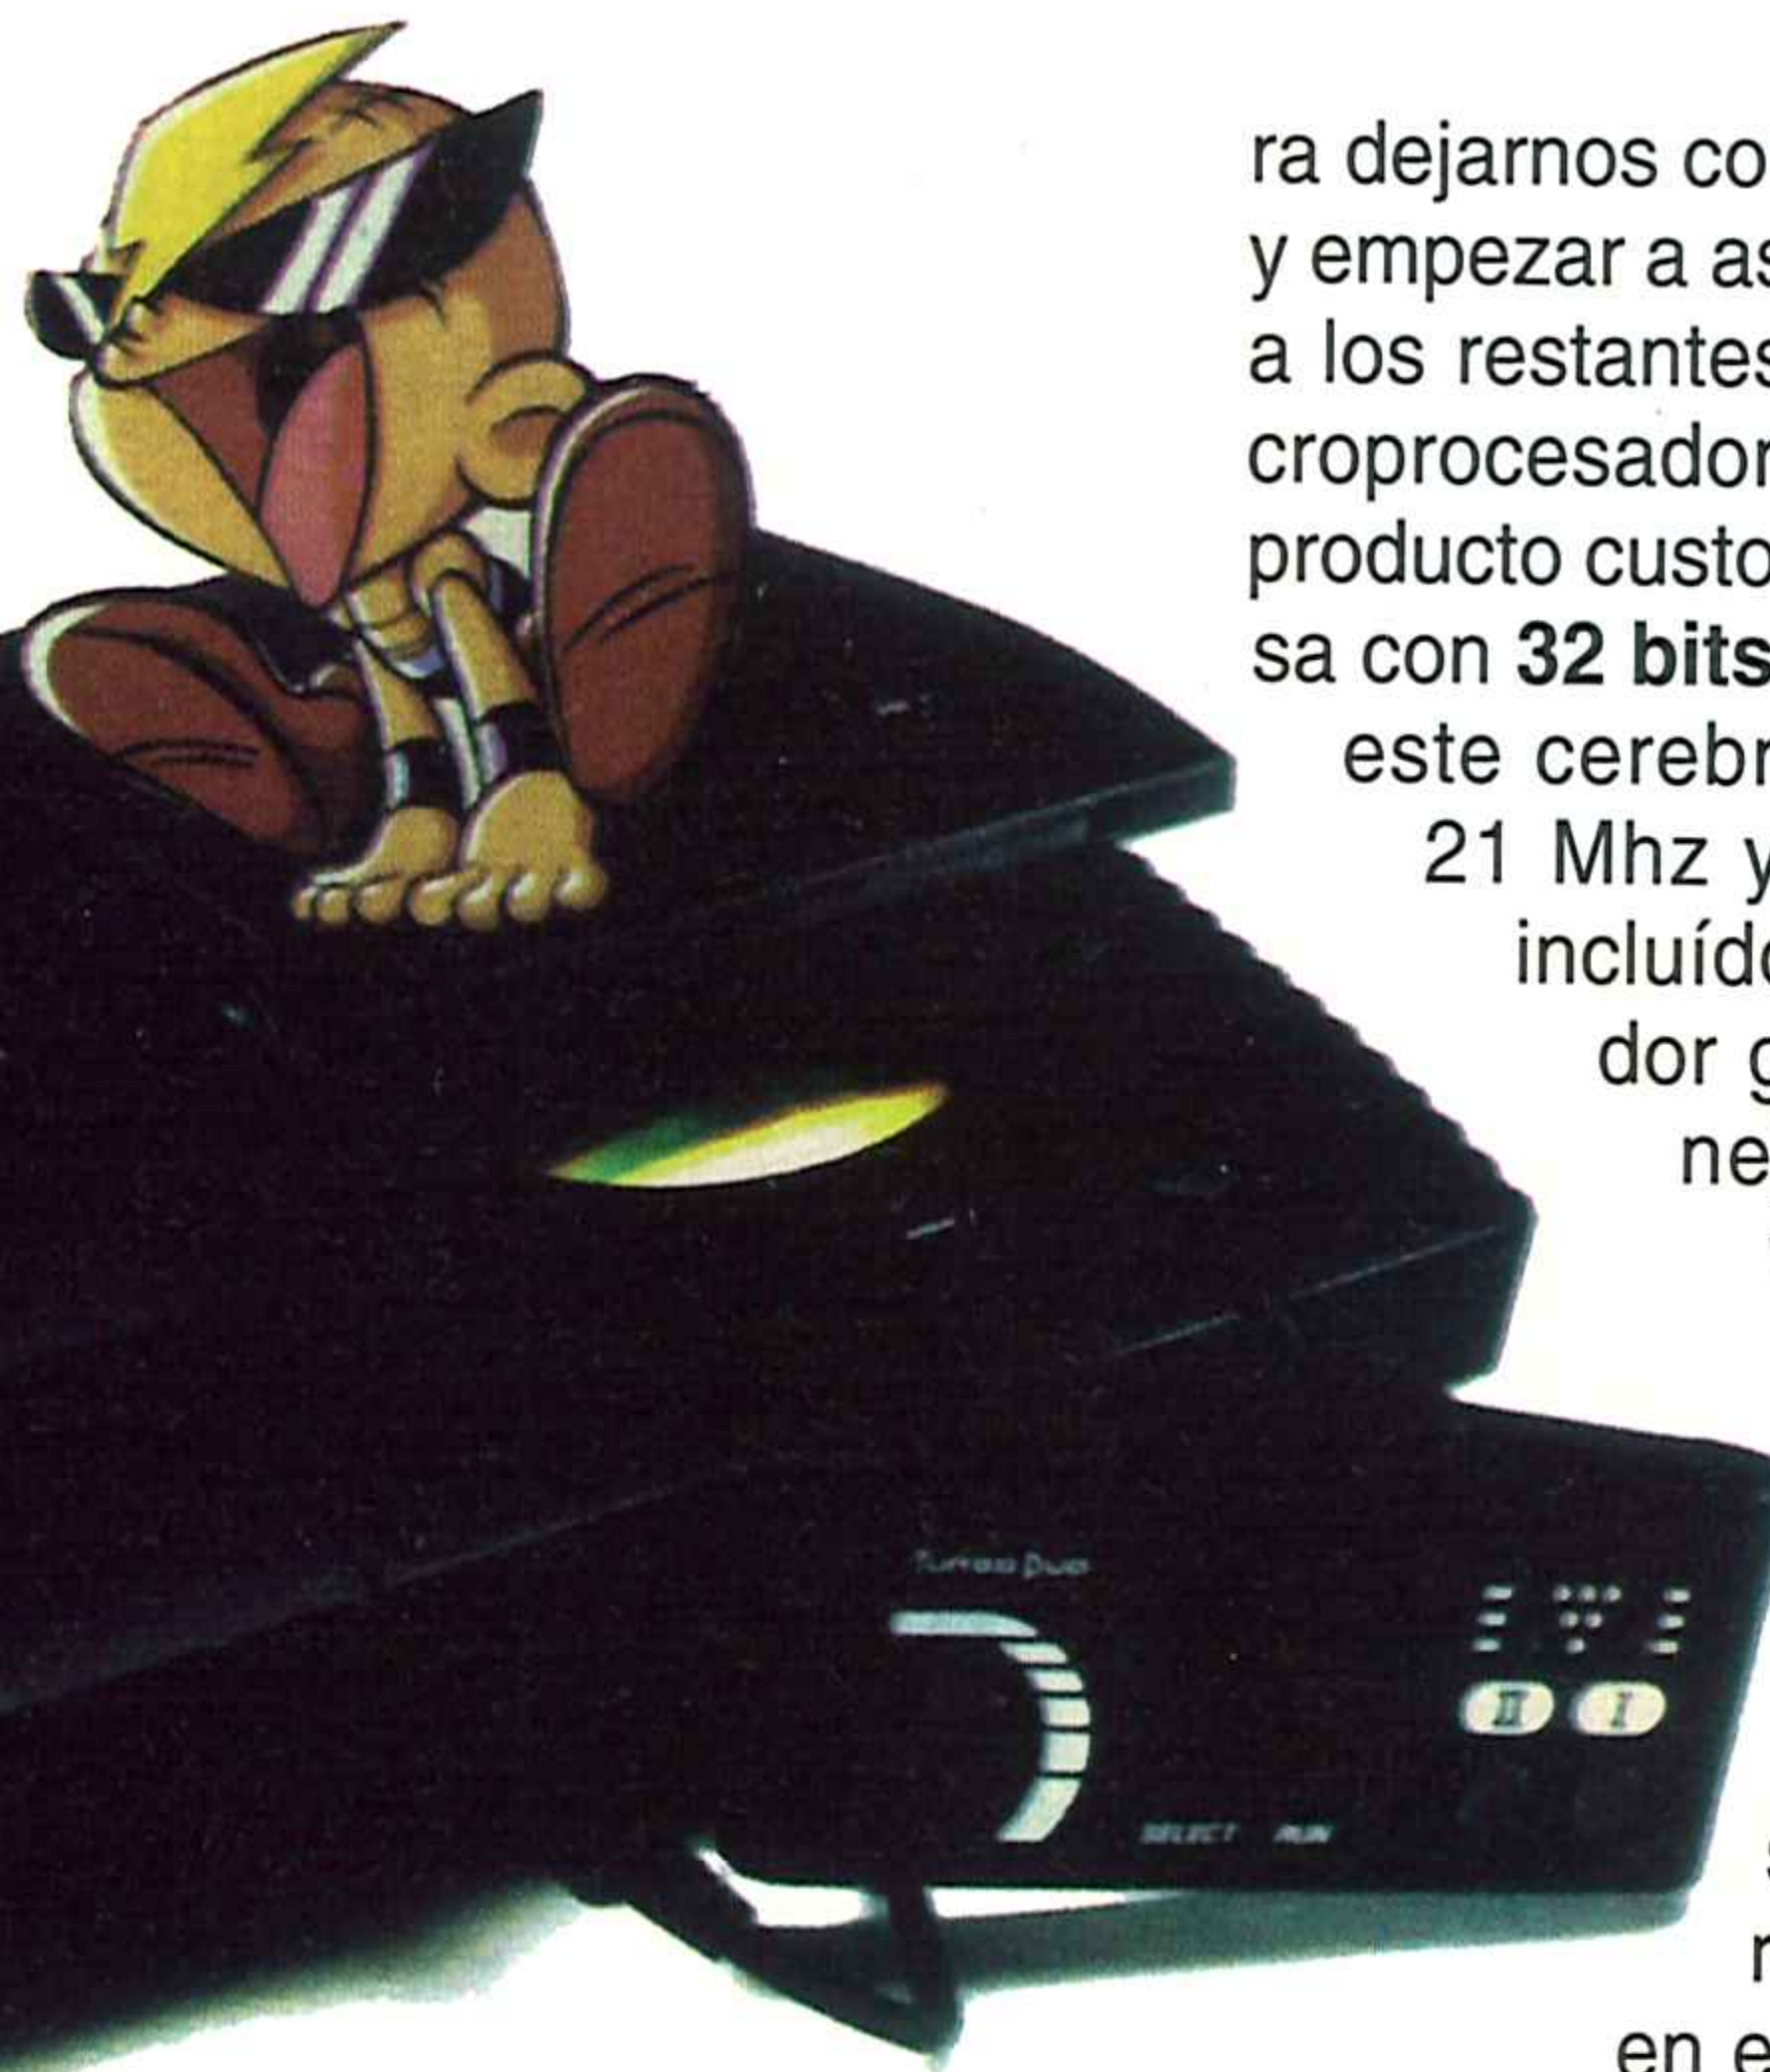 ra dejarnos co
y empezar a as
a los restantes
croprocesador
producto custo
sa con 32 bits
este cerebr
21 Mhz y
incluído
dor g
ne
Turbo Duo
II I
SELECT RUN
en e